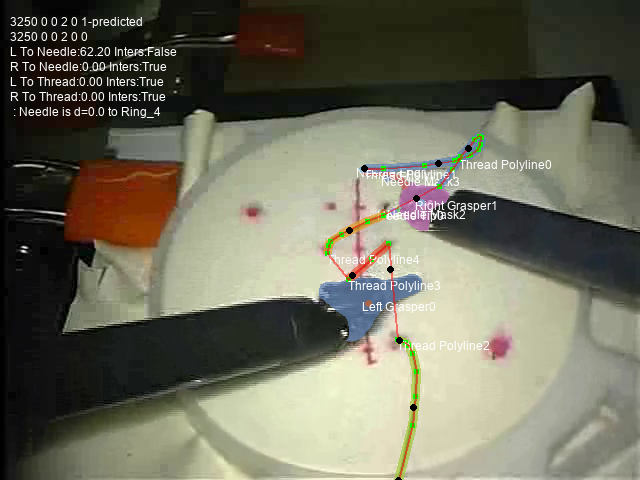 3250 0 0 2 0 1-predicted
3250 0 0 2 0 0
L To Needle:62.20 Inters:False
R To Needle:0.00 Inters:True
L To Thread:0.00 Inters:True
R To Thread:0.00 Inters:True
: Needle is d=0.0 to Ring_4
Thread Polyline0
Thread Polyline1
Needle Mask3
Right Grasper1
Needle Mask2
Thread Polyline4
Thread Polyline3
Left Grasper0
Thread Polyline2